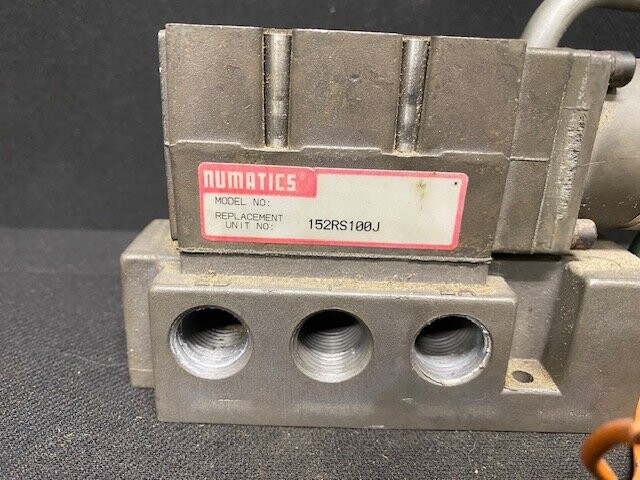 NUMATICS
MODEL NO:
REPLACEMENT
UNIT NO: 152RS100J